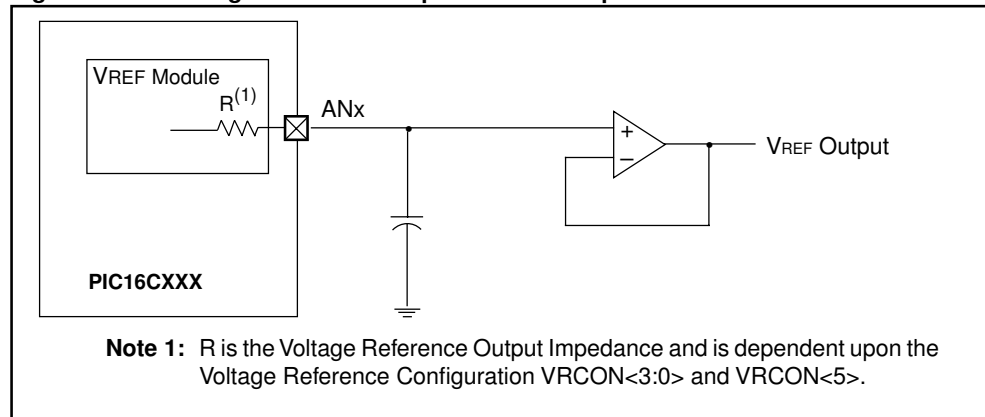 VREF Module
R(1)
ANx
+
–
VREF Output
PIC16CXXX
Note 1: R is the Voltage Reference Output Impedance and is dependent upon the
Voltage Reference Configuration VRCON<3:0> and VRCON<5>.